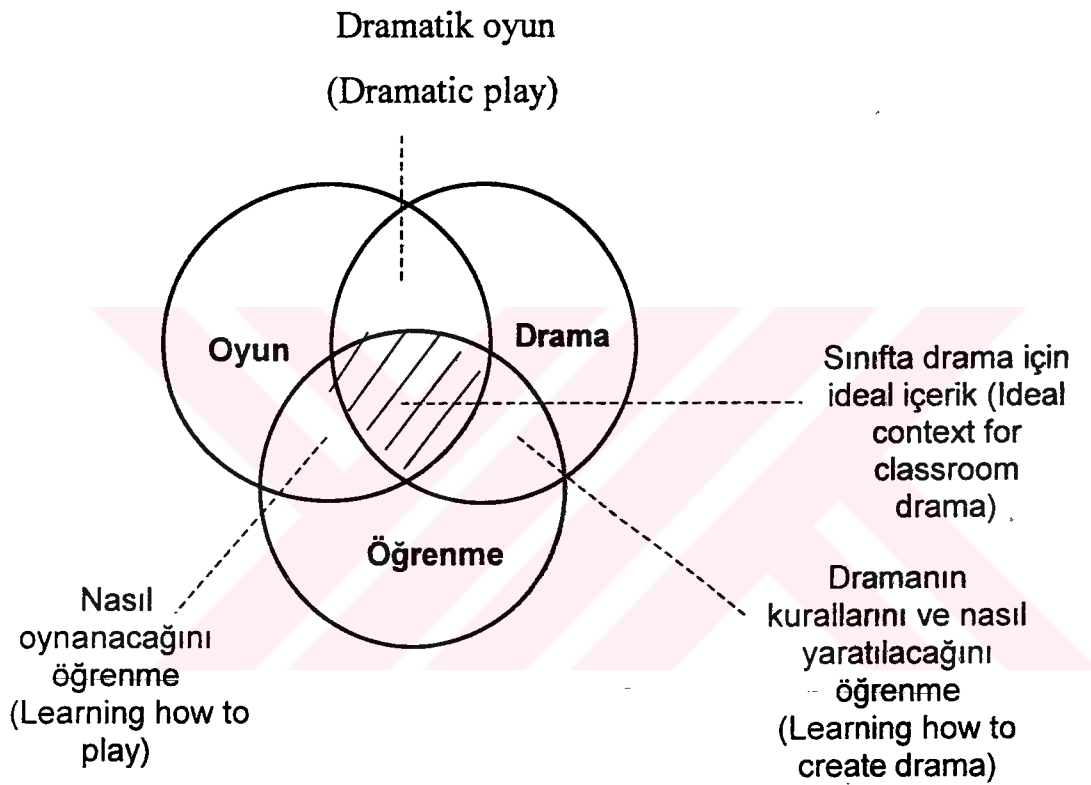 Dramatik oyun
(Dramatic play)
Oyun
Drama
Öğrenme
Sınıfta drama için
ideal içerik (Ideal
context for
classroom
drama)
Nasıl
oynanacağını
öğrenme
(Learning how to
play)
Dramanın
kurallarını ve nasıl
yaratılacağını
öğrenme
(Learning how to
create drama)